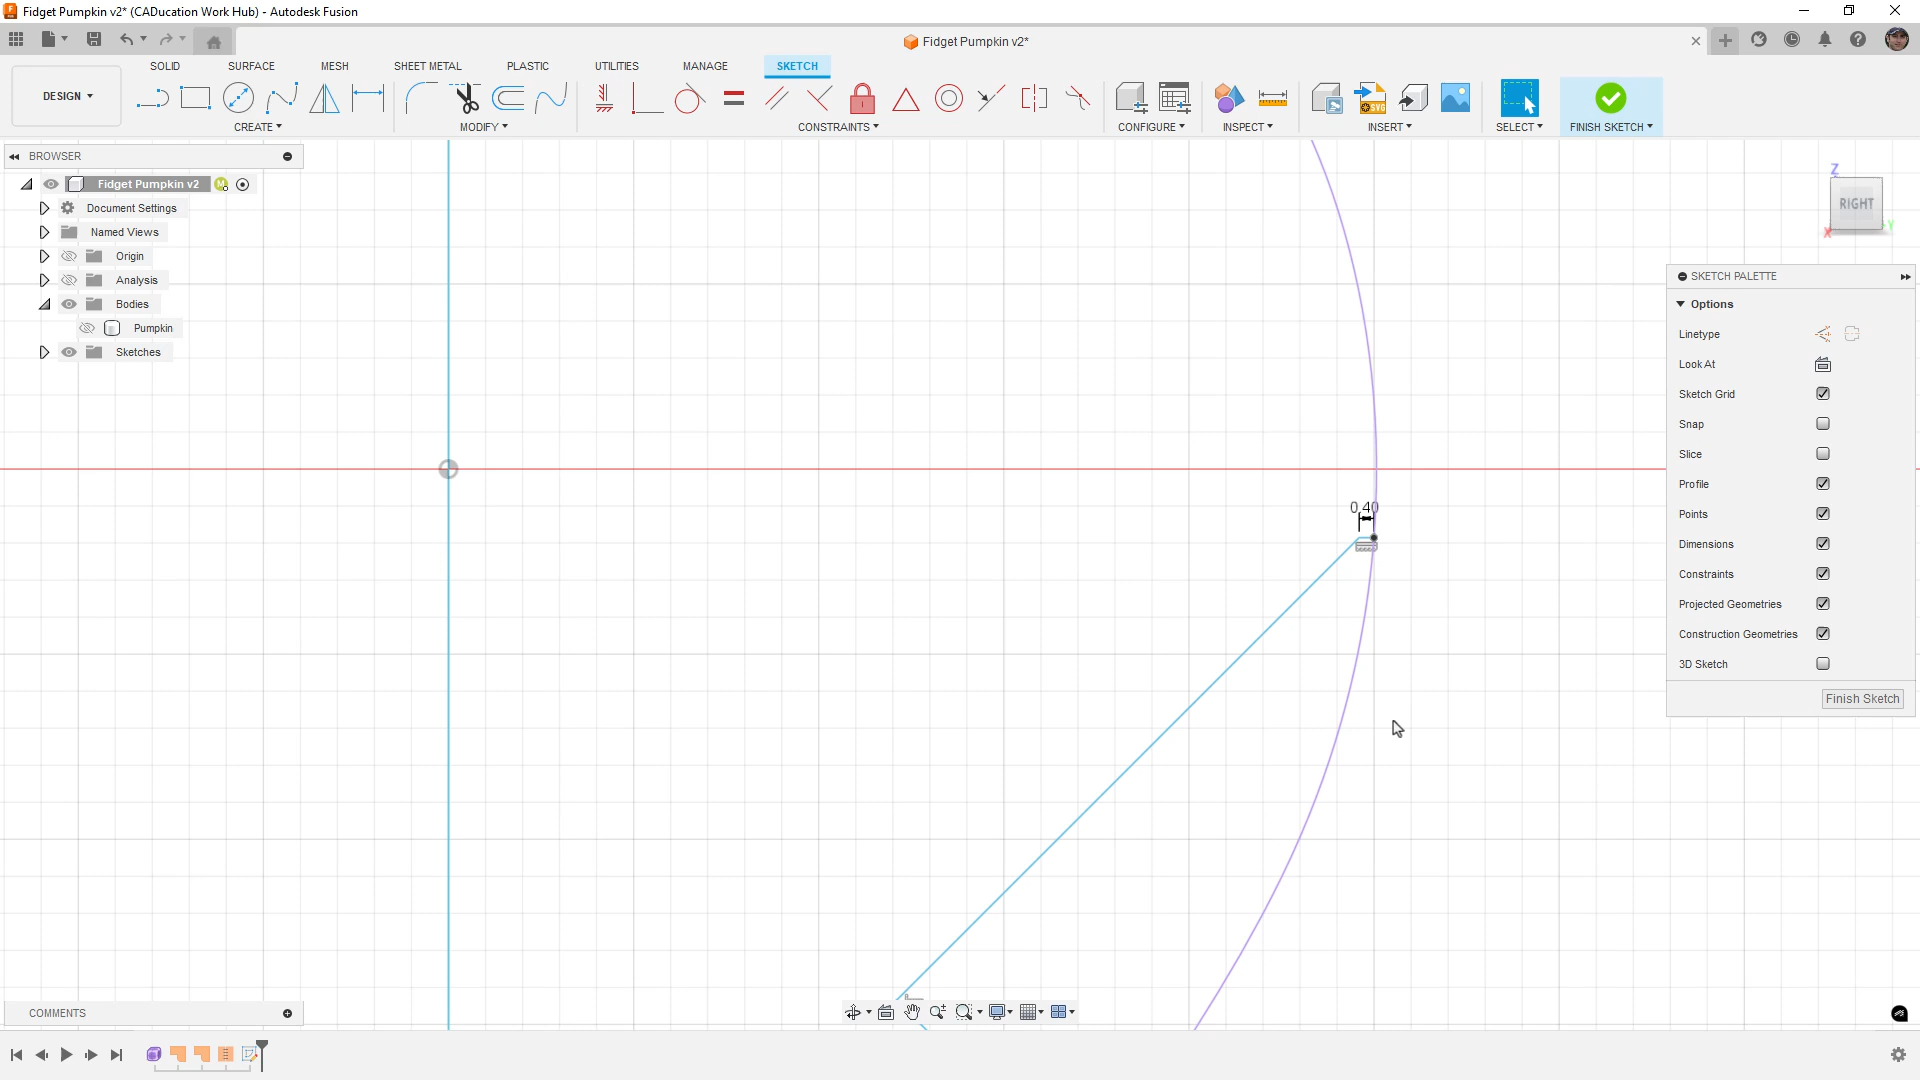 Fidget Pumpkin v2* (CADucation Work Hub) - Autodesk Fusion
Fidget Pumpkin v2*
SOLID SURFACE MESH SHEET METAL PLASTIC UTILITIES MANAGE SKETCH
DESIGN
CREATE MODIFY CONSTRAINTS CONFIGURE INSPECT INSERT SELECT FINISH SKETCH
BROWSER
Fidget Pumpkin v2
M
Document Settings
Named Views
Origin
Analysis
Bodies
Pumpkin
Sketches
Z
RIGHT
X
Y
SKETCH PALETTE
Options
Linetype
Look At
Sketch Grid
Snap
Slice
Profile
Points
Dimensions
Constraints
Projected Geometries
Construction Geometries
3D Sketch
Finish Sketch
0.40
COMMENTS